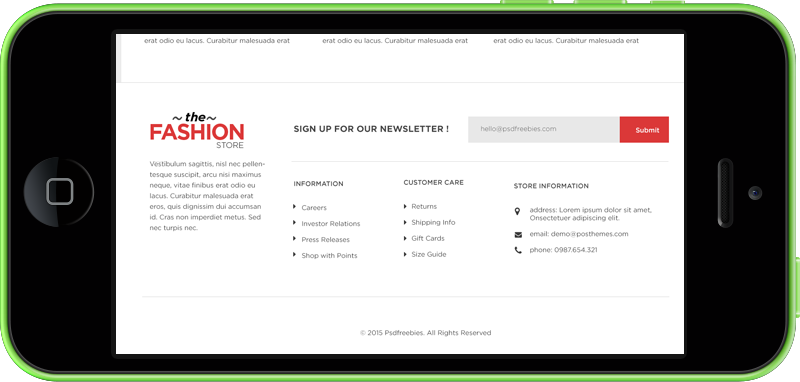 erat odio eu lacus. Curabitur malesuada erat
erat odio eu lacus. Curabitur malesuada erat
erat odio eu lacus. Curabitur malesuada erat
~ the ~
FASHION
STORE
Vestibulum sagittis, nisl nec pellen-
tesque suscipit, arcu nisi maximus
neque, vitae finibus erat odio eu
lacus. Curabitur malesuada erat
eros, quis dignissim dui accumsan
id. Cras non imperdiet metus. Sed
nec turpis nec.
SIGN UP FOR OUR NEWSLETTER !
hello@psdfreebies.com
Submit
INFORMATION
Careers
Investor Relations
Press Releases
Shop with Points
CUSTOMER CARE
Returns
Shipping Info
Gift Cards
Size Guide
STORE INFORMATION
address: Lorem ipsum dolor sit amet,
Onsectetuer adipiscing elit.
email: demo@posthemes.com
phone: 0987.654.321
© 2015 Psdfreebies. All Rights Reserved